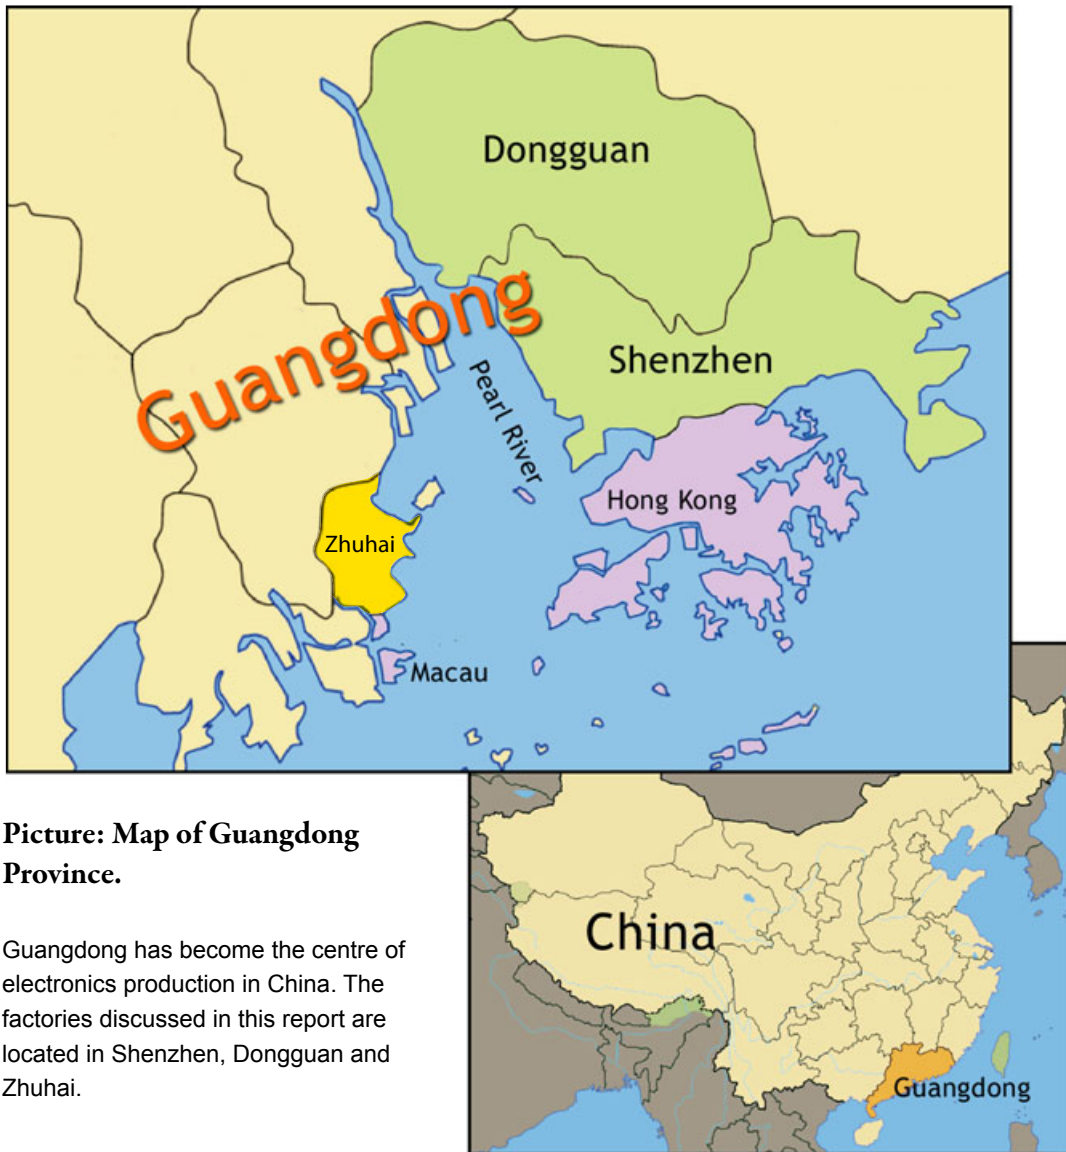 Dongguan
Guangdong
Shenzhen
Pearl River
Hong Kong
Zhuhai
Macau
Picture: Map of Guangdong
Province.
Guangdong has become the centre of
electronics production in China. The
factories discussed in this report are
located in Shenzhen, Dongguan and
Zhuhai.
China
Guangdong